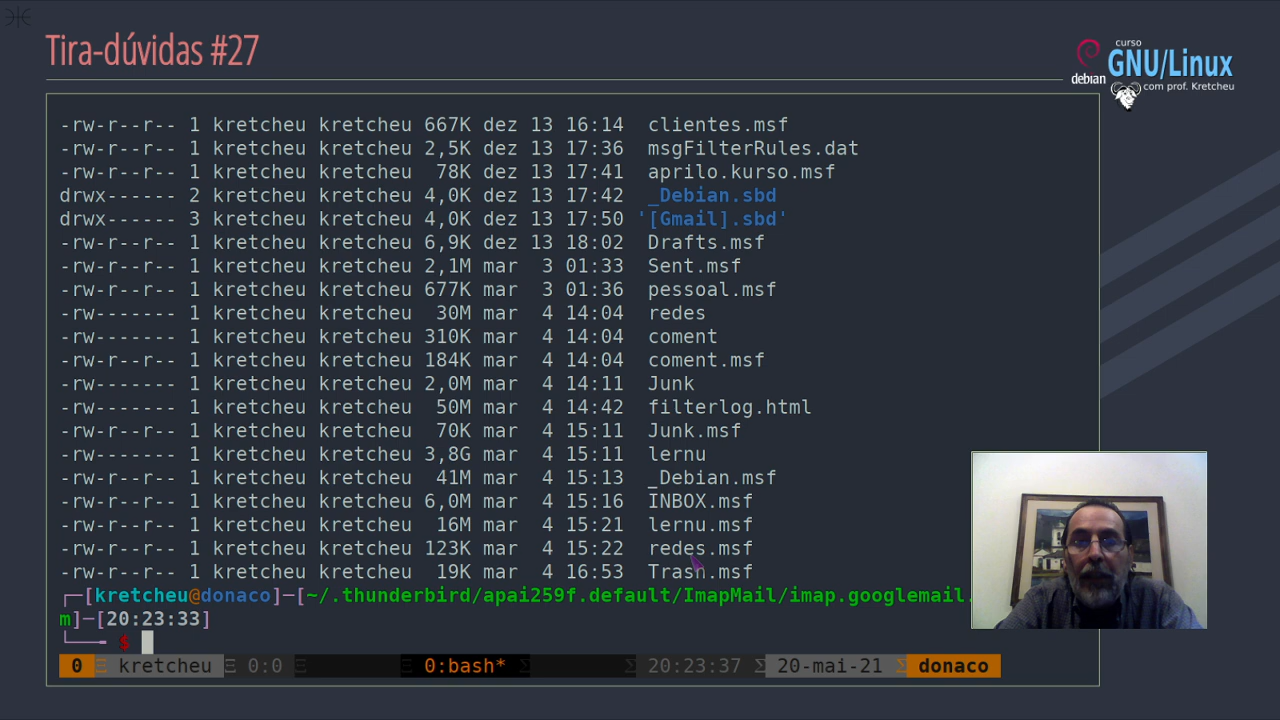 Tira-dúvidas #27
curso
GNU/Linux
debian
com prof. Kretcheu
-rw-r--r-- 1 kretcheu kretcheu 667K dez 13 16:14 clientes.msf
-rw-r--r-- 1 kretcheu kretcheu 2,5K dez 13 17:36 msgFilterRules.dat
-rw-r--r-- 1 kretcheu kretcheu 78K dez 13 17:41 aprilo.kurso.msf
drwx------ 2 kretcheu kretcheu 4,0K dez 13 17:42 _Debian.sbd
drwx------ 3 kretcheu kretcheu 4,0K dez 13 17:50 '[Gmail].sbd'
-rw-r--r-- 1 kretcheu kretcheu 6,9K dez 13 18:02 Drafts.msf
-rw-r--r-- 1 kretcheu kretcheu 2,1M mar 3 01:33 Sent.msf
-rw-r--r-- 1 kretcheu kretcheu 677K mar 3 01:36 pessoal.msf
-rw------- 1 kretcheu kretcheu 30M mar 4 14:04 redes
-rw------- 1 kretcheu kretcheu 310K mar 4 14:04 coment
-rw-r--r-- 1 kretcheu kretcheu 184K mar 4 14:04 coment.msf
-rw------- 1 kretcheu kretcheu 2,0M mar 4 14:13 Junk
-rw------- 1 kretcheu kretcheu 50M mar 4 14:42 filterlog.html
-rw-r--r-- 1 kretcheu kretcheu 70K mar 4 15:11 Junk.msf
-rw------- 1 kretcheu kretcheu 3,8G mar 4 15:11 lernu
-rw-r--r-- 1 kretcheu kretcheu 41M mar 4 15:13 _Debian.msf
-rw-r--r-- 1 kretcheu kretcheu 6,0M mar 4 15:16 INBOX.msf
-rw-r--r-- 1 kretcheu kretcheu 16M mar 4 15:21 lernu.msf
-rw-r--r-- 1 kretcheu kretcheu 123K mar 4 15:22 redes.msf
-rw-r--r-- 1 kretcheu kretcheu 19K mar 4 16:53 Trash.msf
┌─[kretcheu@donaco]─[~/.thunderbird/apai259f.default/ImapMail/imap.googlemail.
m]─[20:23:33]
└──╼ $
0 Ξ kretcheu Ξ 0:0 Ξ 0:bash* Σ Σ 20:23:37 Σ 20-mai-21 Σ donaco